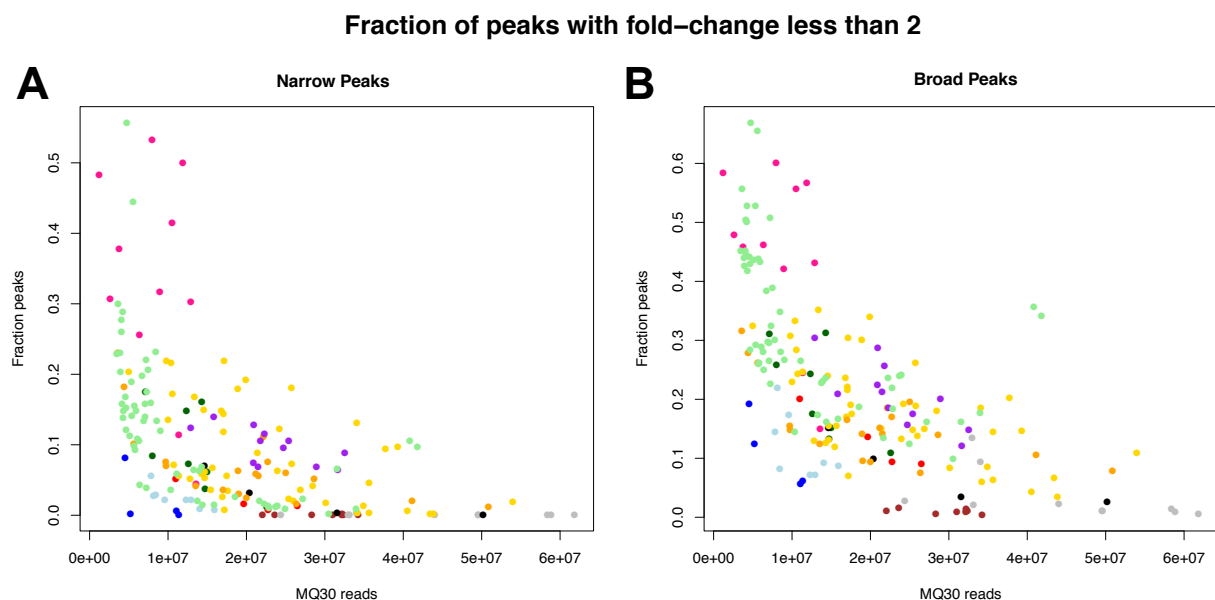 Fraction of peaks with fold−change less than 2
A
Narrow Peaks
Fraction peaks
0.5
0.4
0.3
0.2
0.1
0.0
0e+00 1e+07 2e+07 3e+07 4e+07 5e+07 6e+07
MQ30 reads
B
Broad Peaks
Fraction peaks
0.6
0.5
0.4
0.3
0.2
0.1
0.0
0e+00 1e+07 2e+07 3e+07 4e+07 5e+07 6e+07
MQ30 reads